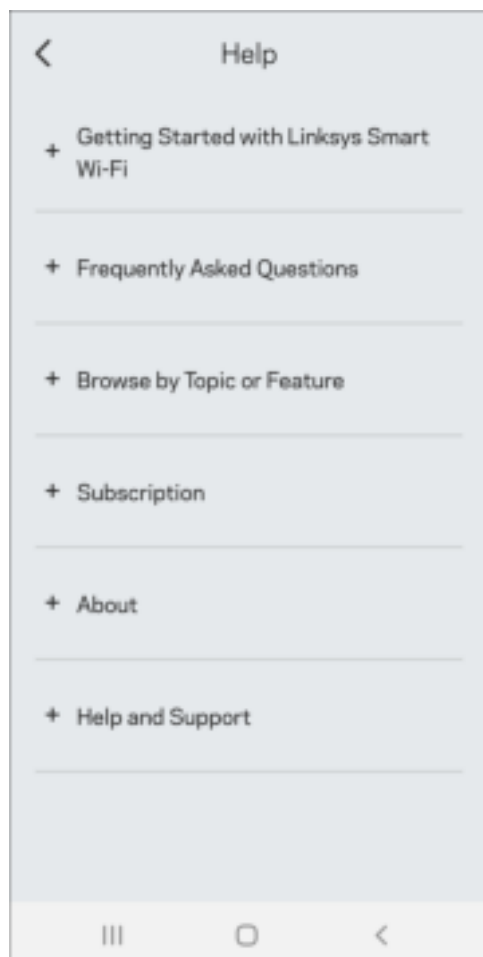 Help
Getting Started with Linksys Smart
Wi-Fi
Frequently Asked Questions
Browse by Topic or Feature
Subscription
About
Help and Support